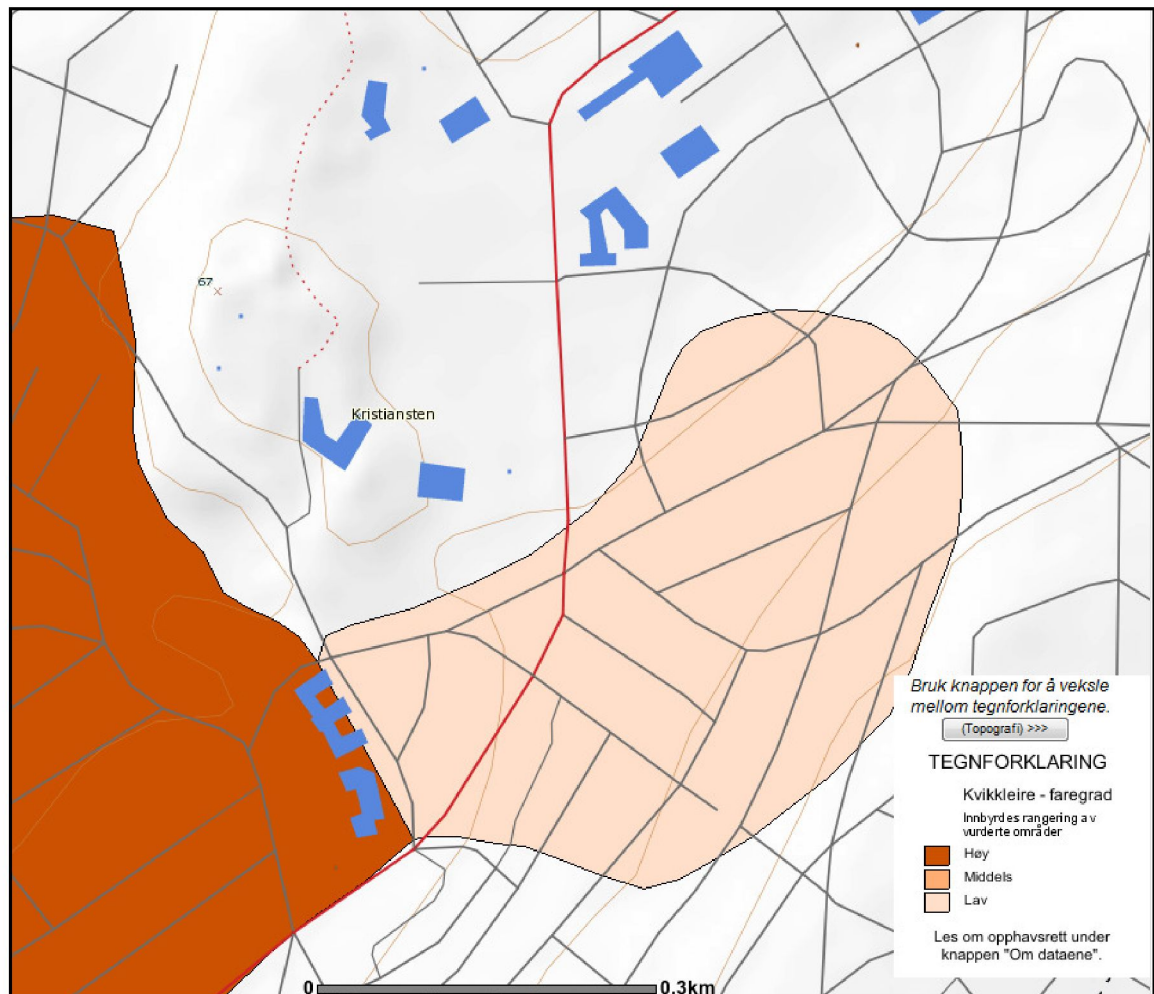 67
Kristiansten
Bruk knappen for å veksle
mellom tegnforklaringene.
(Topografi) >>>
TEGNFORKLARING
Kvikkleire - faregrad
Innbyrdes rangering av
vurderte områder
Høy
Middels
Lav
Les om opphavsrett under
knappen "Om dataene".
0 0.3km